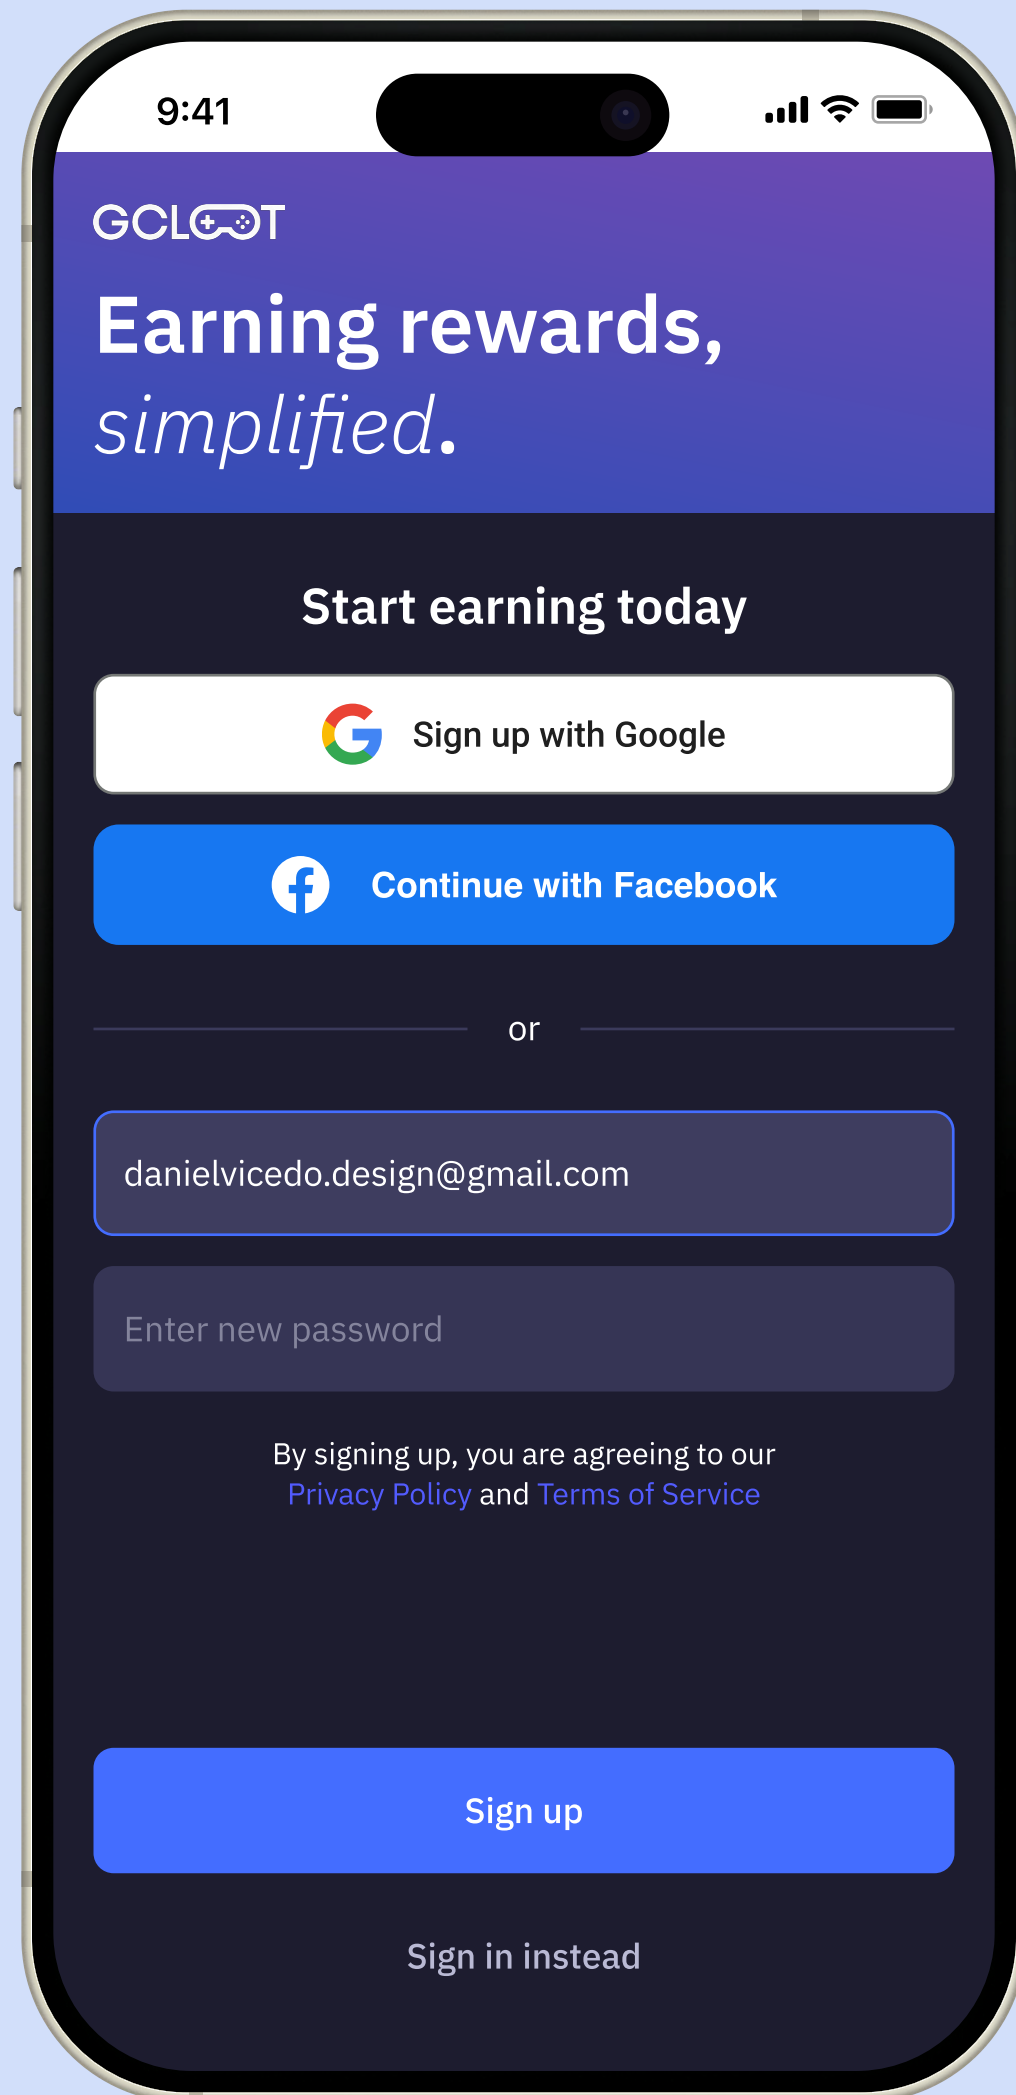 9:41
GCLOOT
Earning rewards,
simplified.
Start earning today
Sign up with Google
Continue with Facebook
or
danielvicedo.design@gmail.com
Enter new password
By signing up, you are agreeing to our
Privacy Policy and Terms of Service
Sign up
Sign in instead